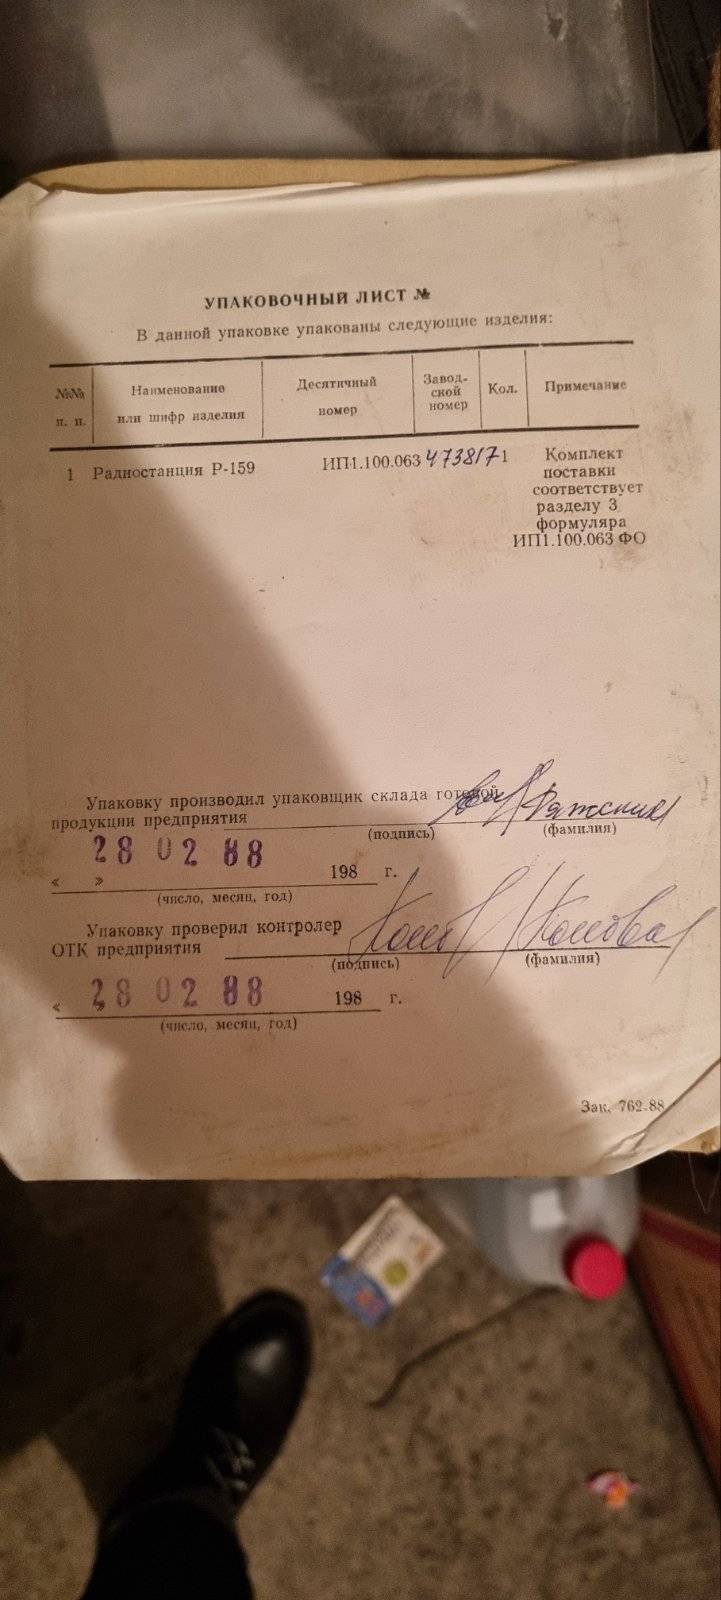 УПАКОВОЧНЫЙ ЛИСТ №
В данной упаковке упакованы следующие изделия:
№№ п. п.
Наименование или шифр изделия
Десятичный номер
Завод-
ской
номер
Кол.
Примечание
1 Радиостанция Р-159 ИП1.100.063 473817 1
Комплект
поставки
соответствует
разделу 3
формуляра
ИП1.100.063 ФО
Упаковку производил упаковщик склада готовой
продукции предприятия
(подпись) (фамилия)
28 02 88
« » 198 г.
(число, месяц, год)
Упаковку проверил контролер
ОТК предприятия
(подпись) (фамилия)
28 02 88
« » 198 г.
(число, месяц, год)
Зак. 762-88